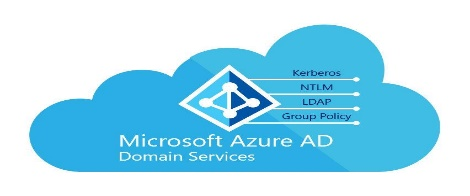 Kerberos
NTLM
LDAP
Group Policy
Microsoft Azure AD
Domain Services